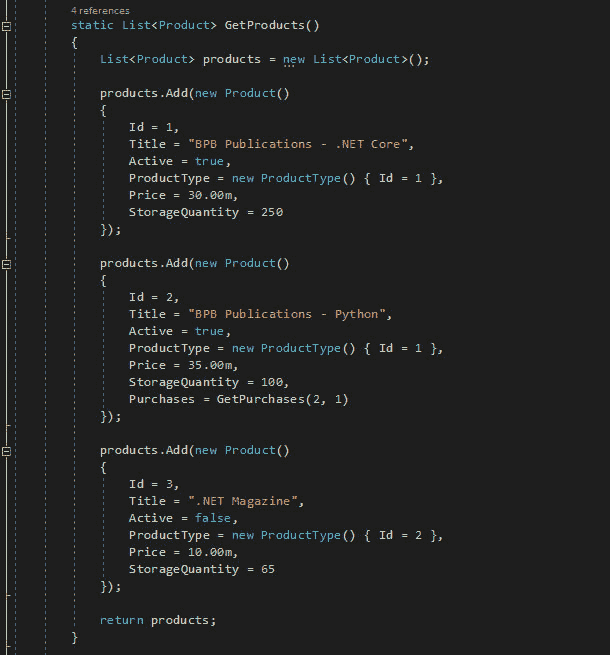 4 references
static List<Product> GetProducts()
{
List<Product> products = new List<Product>();
products.Add(new Product()
{
Id = 1,
Title = "BPB Publications - .NET Core",
Active = true,
ProductType = new ProductType() { Id = 1 },
Price = 30.00m,
StorageQuantity = 250
});
products.Add(new Product()
{
Id = 2,
Title = "BPB Publications - Python",
Active = true,
ProductType = new ProductType() { Id = 1 },
Price = 35.00m,
StorageQuantity = 100,
Purchases = GetPurchases(2, 1)
});
products.Add(new Product()
{
Id = 3,
Title = ".NET Magazine",
Active = false,
ProductType = new ProductType() { Id = 2 },
Price = 10.00m,
StorageQuantity = 65
});
return products;
}